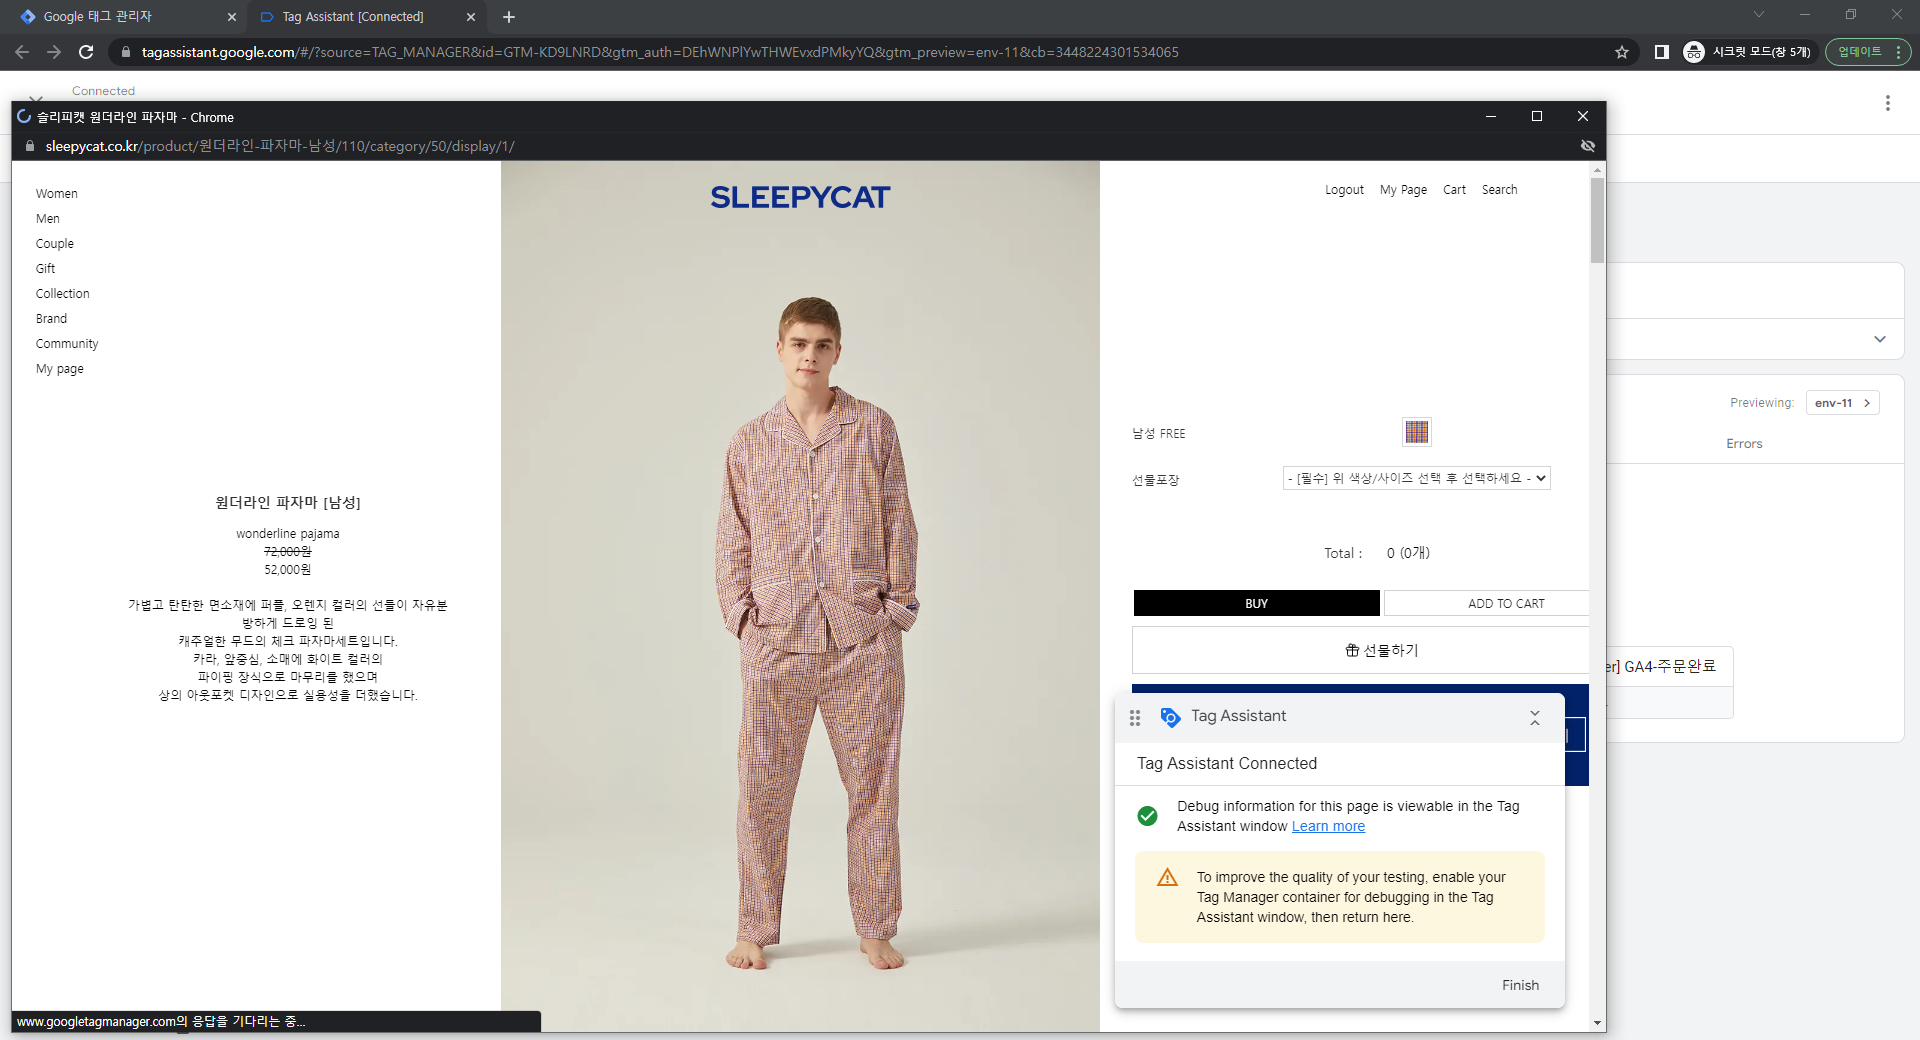 Google 태그 관리자
Tag Assistant [Connected]
tagassistant.google.com/#/?source=TAG_MANAGER&id=GTM-KD9LNRD&gtm_auth=DEhWNPlYwTHWEvxdPMkyYQ&gtm_preview=env-11&cb=3448224301534065
시크릿 모드(창 5개)
업데이트
Connected
슬리피캣 원더라인 파자마 - Chrome
sleepycat.co.kr/product/원더라인-파자마-남성/110/category/50/display/1/
Women
Men
Couple
Gift
Collection
Brand
Community
My page
SLEEPYCAT
Logout My Page Cart Search
원더라인 파자마 [남성]
wonderline pajama
72,000원
52,000원
가볍고 탄탄한 면소재에 퍼플, 오렌지 컬러의 선들이 자유분
방하게 드로잉 된
캐주얼한 무드의 체크 파자마세트입니다.
카라, 앞중심, 소매에 화이트 컬러의
파이핑 장식으로 마무리를 했으며
상의 아웃포켓 디자인으로 실용성을 더했습니다.
남성 FREE
선물포장
- [필수] 위 색상/사이즈 선택 후 선택하세요 -
Total : 0 (0개)
BUY
ADD TO CART
선물하기
Tag Assistant
Tag Assistant Connected
Debug information for this page is viewable in the Tag
Assistant window Learn more
To improve the quality of your testing, enable your
Tag Manager container for debugging in the Tag
Assistant window, then return here.
Finish
Previewing: env-11
Errors
er] GA4-주문완료
www.googletagmanager.com의 응답을 기다리는 중...